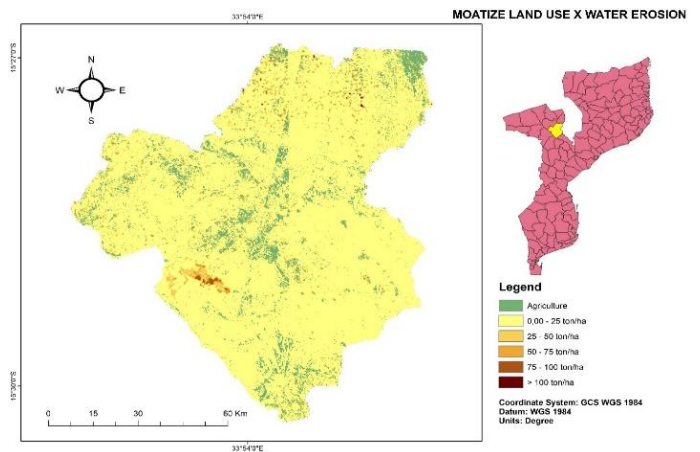 MOATIZE LAND USE X WATER EROSION
33°54'0"E
15°27'0"S
N
W E
S
Legend
Agriculture
0,00 - 25 ton/ha
25 - 50 ton/ha
50 - 75 ton/ha
75 - 100 ton/ha
> 100 ton/ha
Coordinate System: GCS WGS 1984
Datum: WGS 1984
Units: Degree
0 15 30 60 Km
33°54'0"E